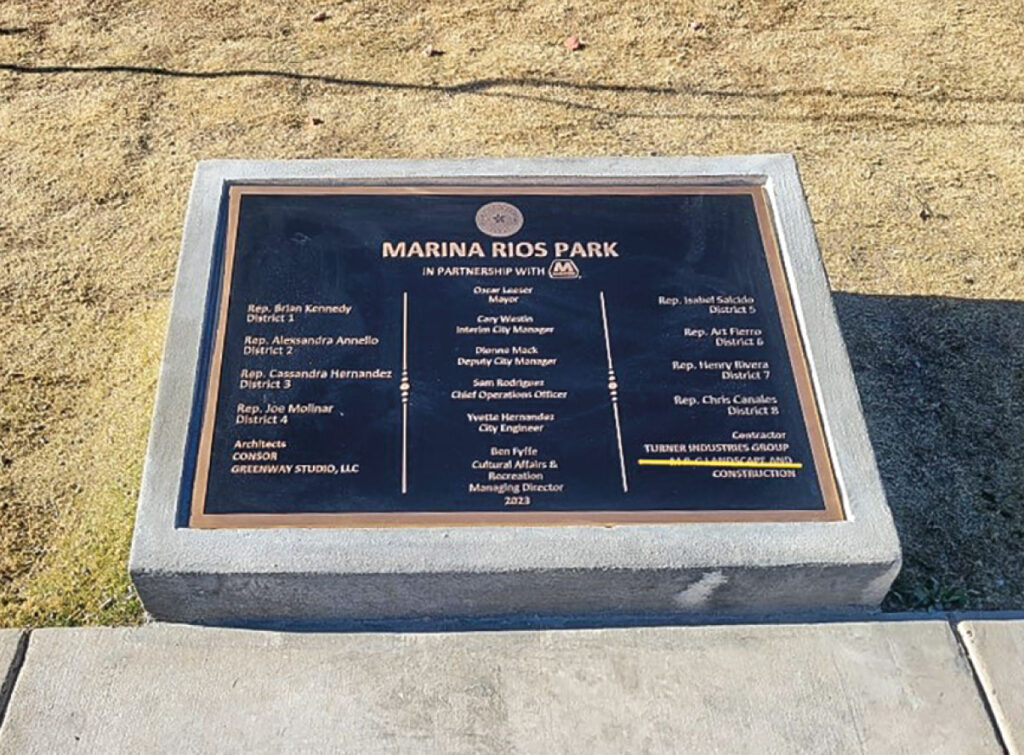 MARINA RIOS PARK
IN PARTNERSHIP WITH M
Rep. Brian Kennedy
District 1
Rep. Alexsandra Annello
District 2
Rep. Cassandra Hernandez
District 3
Rep. Joe Molinar
District 4
Architects
CONSOR
GREENWAY STUDIO, LLC
Oscar Leeser
Mayor
Cary Westin
Interim City Manager
Dionne Mack
Deputy City Manager
Sam Rodriguez
Chief Operations Officer
Yvette Hernandez
City Engineer
Ben Fyffe
Cultural Affairs &
Recreation
Managing Director
2023
Rep. Isabel Salcido
District 5
Rep. Art Fierro
District 6
Rep. Henry Rivera
District 7
Rep. Chris Canales
District 8
Contractor
TURNER INDUSTRIES GROUP
LANDSCAPE AND
CONSTRUCTION